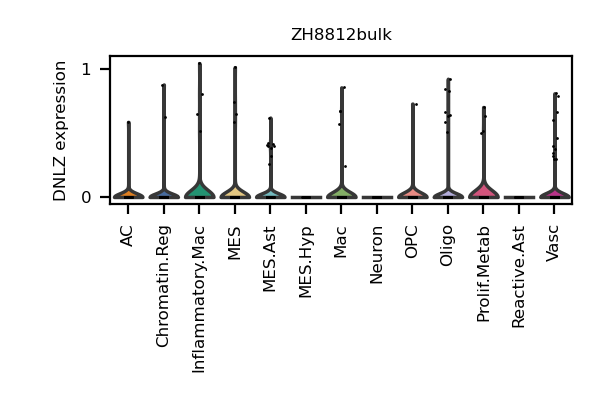 ZH8812bulk
DNLZ expression
1
0
AC
Chromatin.Reg
Inflammatory.Mac
MES
MES.Ast
MES.Hyp
Mac
Neuron
OPC
Oligo
Prolif.Metab
Reactive.Ast
Vasc